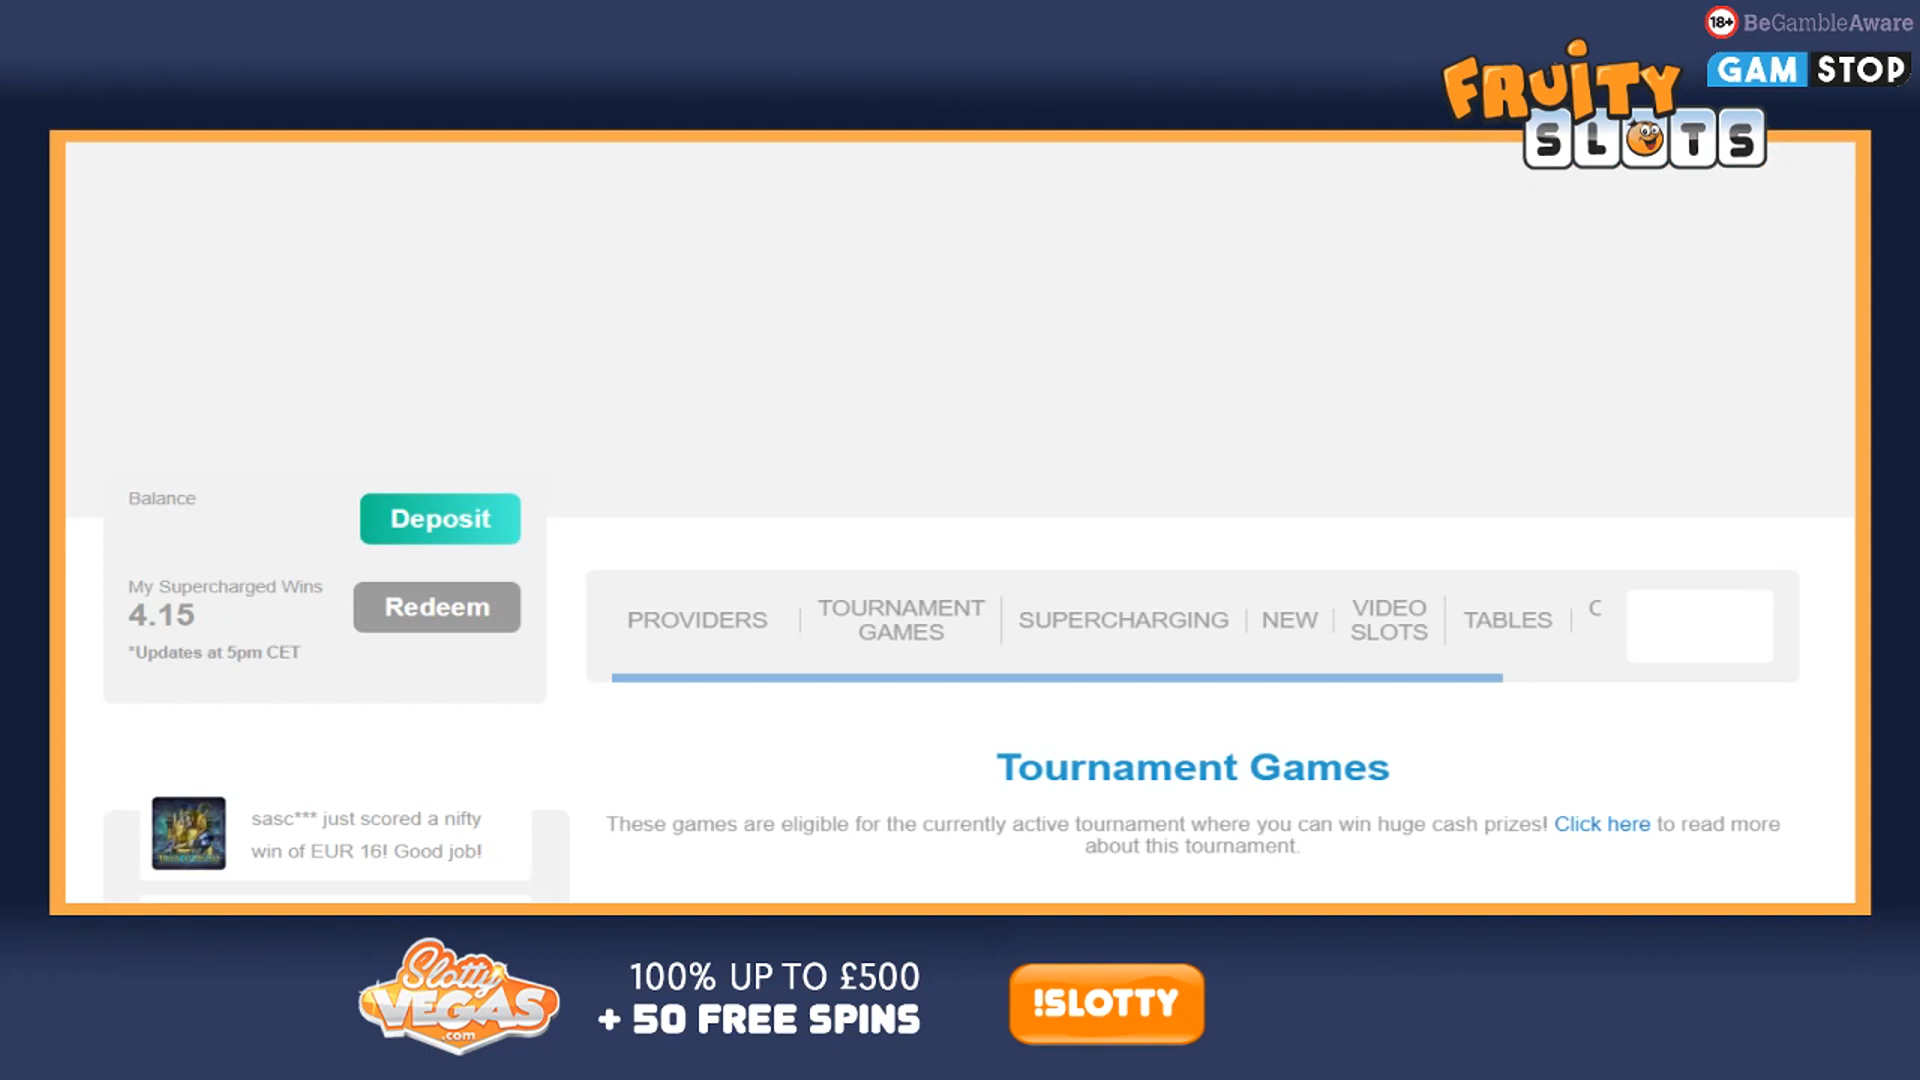 18+ BeGambleAware
GAM STOP
FRUITY
SLOTS
Balance
Deposit
My Supercharged Wins
4.15
Redeem
*Updates at 5pm CET
PROVIDERS
TOURNAMENT
GAMES
SUPERCHARGING
NEW
VIDEO
SLOTS
TABLES
C
Tournament Games
These games are eligible for the currently active tournament where you can win huge cash prizes! Click here to read more
about this tournament.
sasc*** just scored a nifty
win of EUR 16! Good job!
Slotty
VEGAS
.com
100% UP TO £500
+ 50 FREE SPINS
!SLOTTY